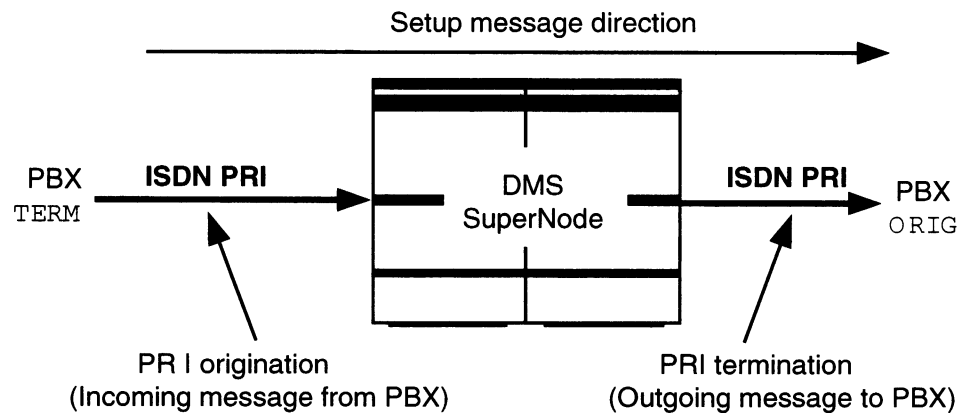 Setup message direction
PBX
TERM
ISDN PRI
DMS
SuperNode
ISDN PRI
PBX
ORIG
PR I origination
(Incoming message from PBX)
PRI termination
(Outgoing message to PBX)